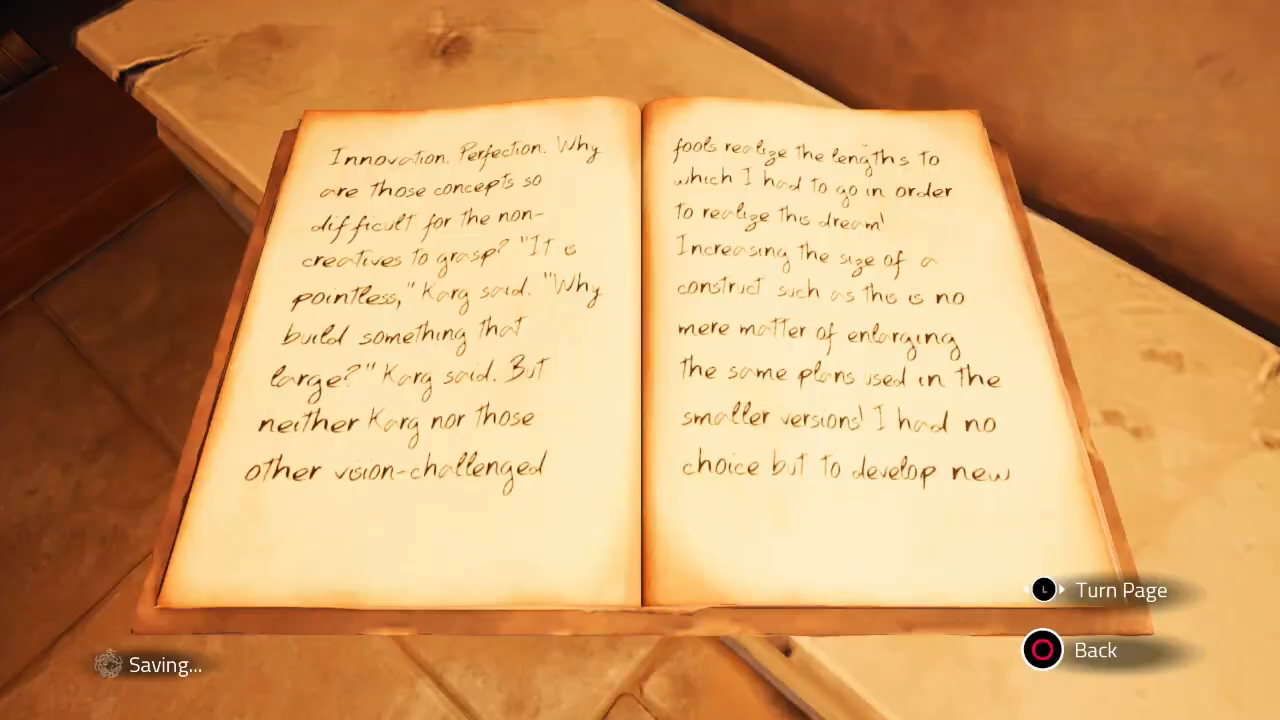 Innovation. Perfection. Why
are those concepts so
difficult for the non-
creatives to grasp? "It is
pointless," Karg said. "Why
build something that
large?" Karg said. But
neither Karg nor those
other vision-challenged
fools realize the lengths to
which I had to go in order
to realize this dream!
Increasing the size of a
construct such as this is no
mere matter of enlarging
the same plans used in the
smaller versions! I had no
choice but to develop new
L Turn Page
Back
Saving...